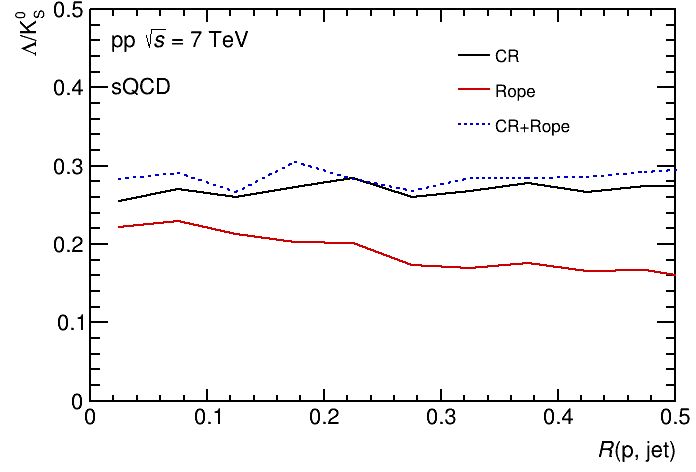 Λ/K⁰_S
pp √s = 7 TeV
sQCD
CR
Rope
CR+Rope
0.5
0.4
0.3
0.2
0.1
0
0 0.1 0.2 0.3 0.4 0.5
R(p, jet)